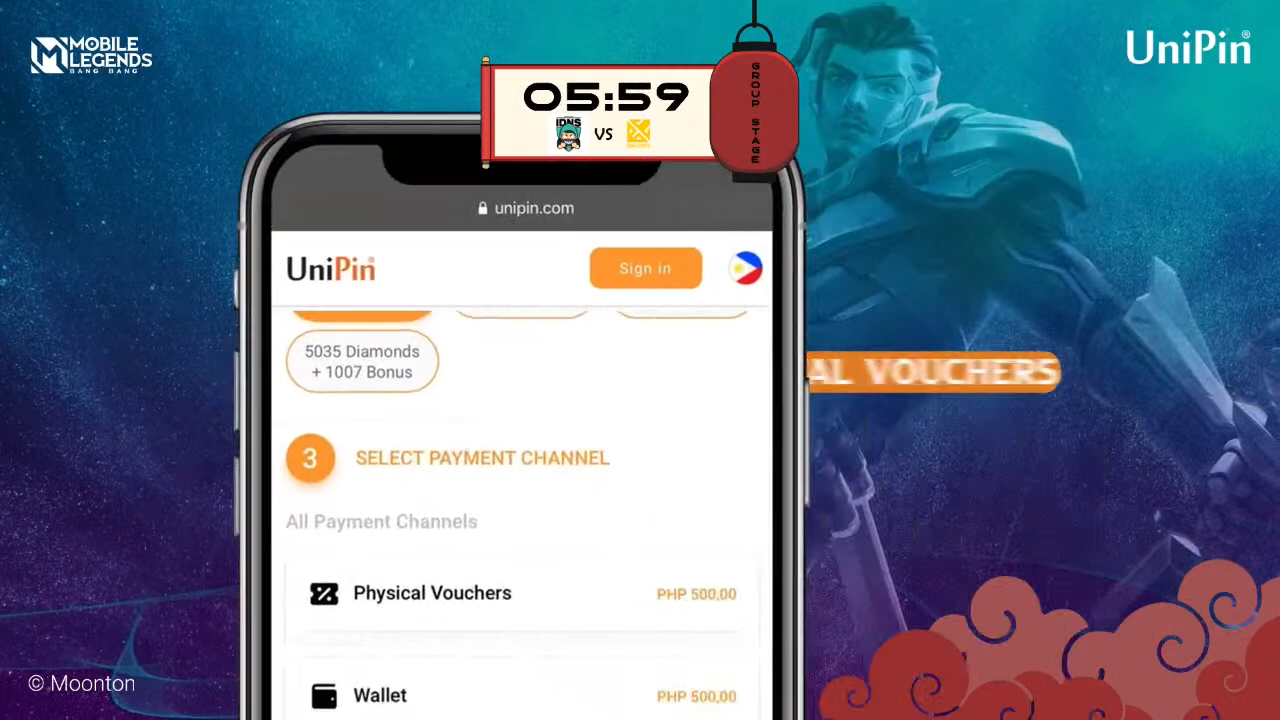 MOBILE
LEGENDS
BANG BANG
05:59
IDNS
VS
GROUP STAGE
UniPin®
unipin.com
UniPin
Sign in
5035 Diamonds
+ 1007 Bonus
AL VOUCHERS
3
SELECT PAYMENT CHANNEL
All Payment Channels
Physical Vouchers
PHP 500,00
Wallet
PHP 500,00
© Moonton